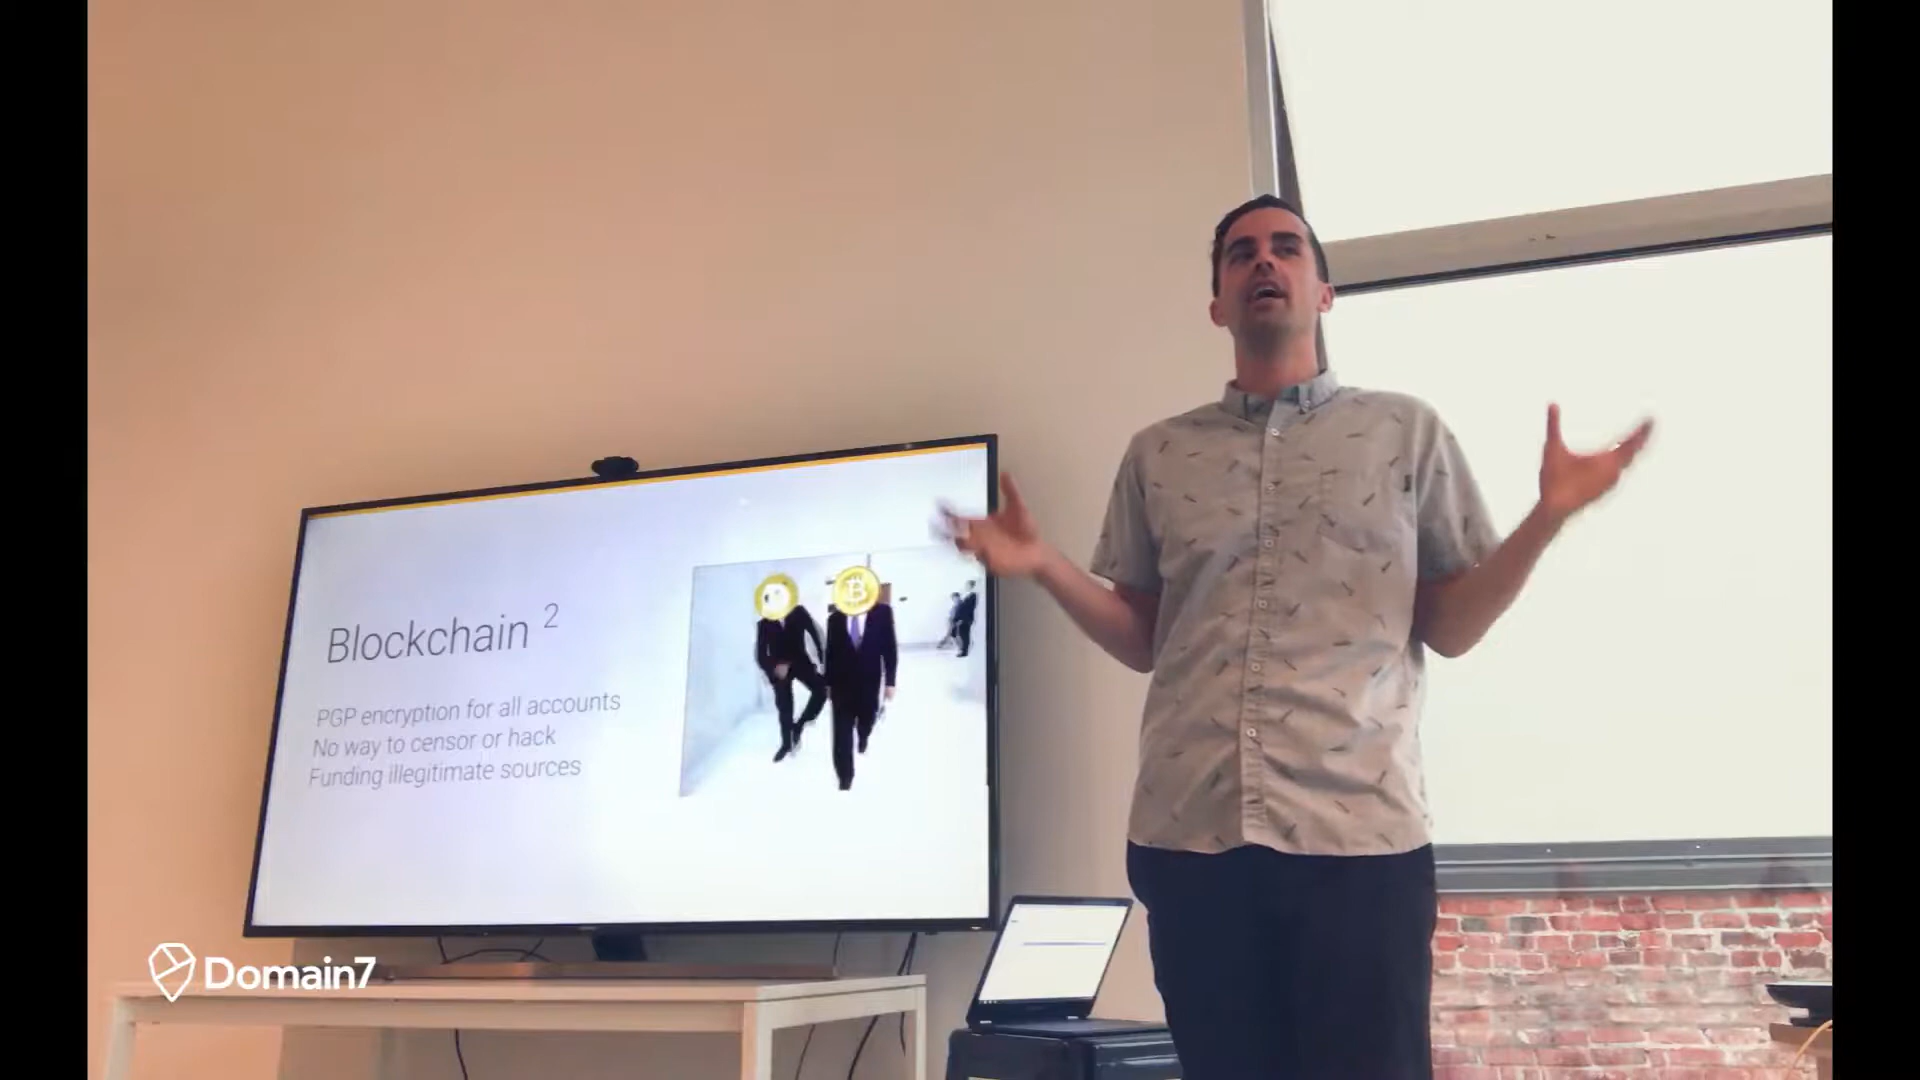 Blockchain 2
PGP encryption for all accounts
No way to censor or hack
Funding illegitimate sources
Domain7